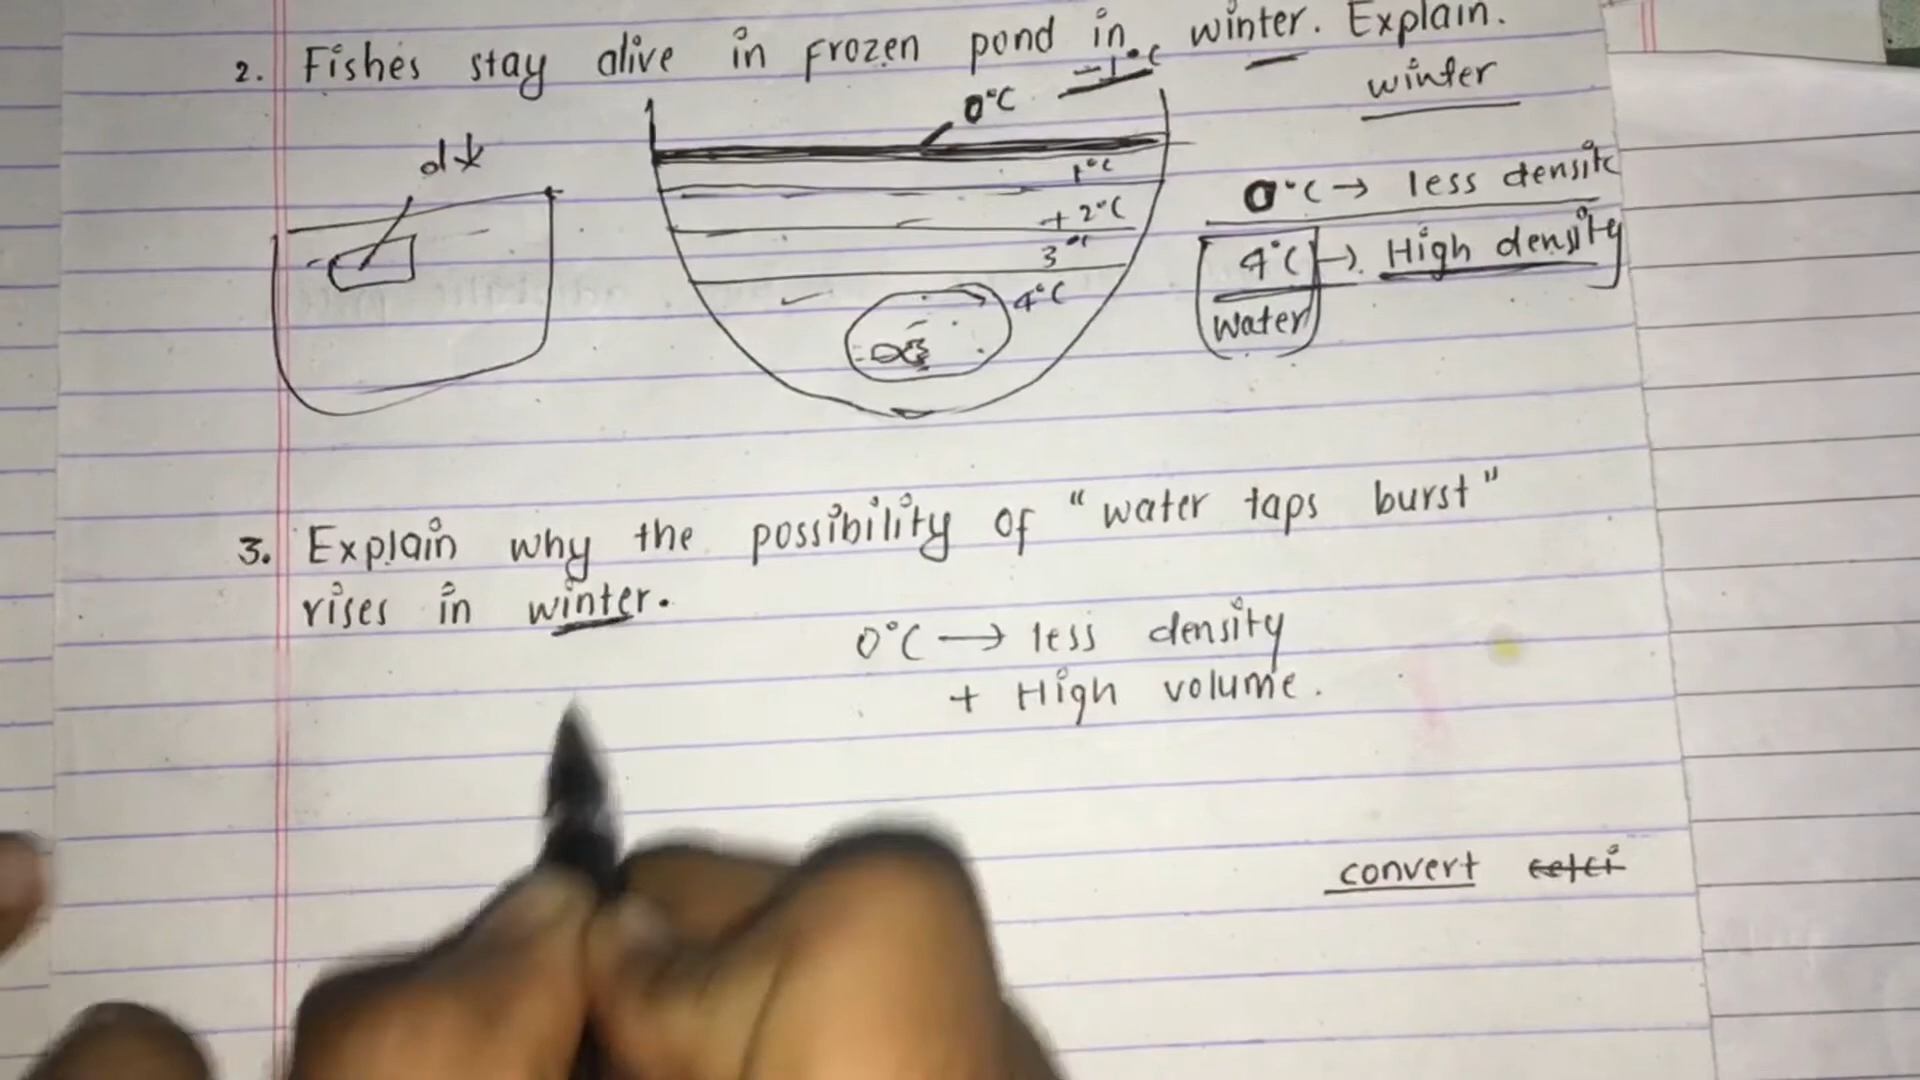 2. Fishes stay alive in frozen pond in winter. Explain.
-1°C
winter
0°C
1°C
+ 2°C
3°C
4°C
0°C → less densite
4°C → High density
water
3. Explain why the possibility of "water taps burst"
rises in winter.
0°C → less density
+ High volume.
convert